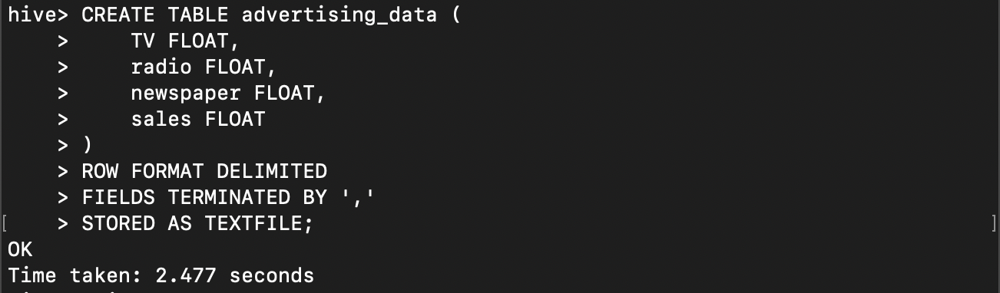 hive> CREATE TABLE advertising_data (
    >     TV FLOAT,
    >     radio FLOAT,
    >     newspaper FLOAT,
    >     sales FLOAT
    > )
    > ROW FORMAT DELIMITED
    > FIELDS TERMINATED BY ','
[    > STORED AS TEXTFILE; ]
OK
Time taken: 2.477 seconds